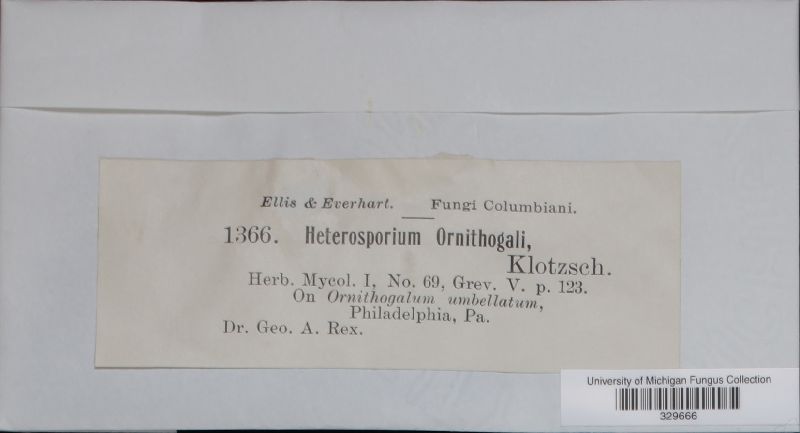 Ellis & Everhart. Fungi Columbiani.
1366. Heterosporium Ornithogali,
Klotzsch.
Herb. Mycol. I, No. 69, Grev. V. p. 123.
On Ornithogalum umbellatum,
Philadelphia, Pa.
Dr. Geo. A. Rex.
University of Michigan Fungus Collection
329666